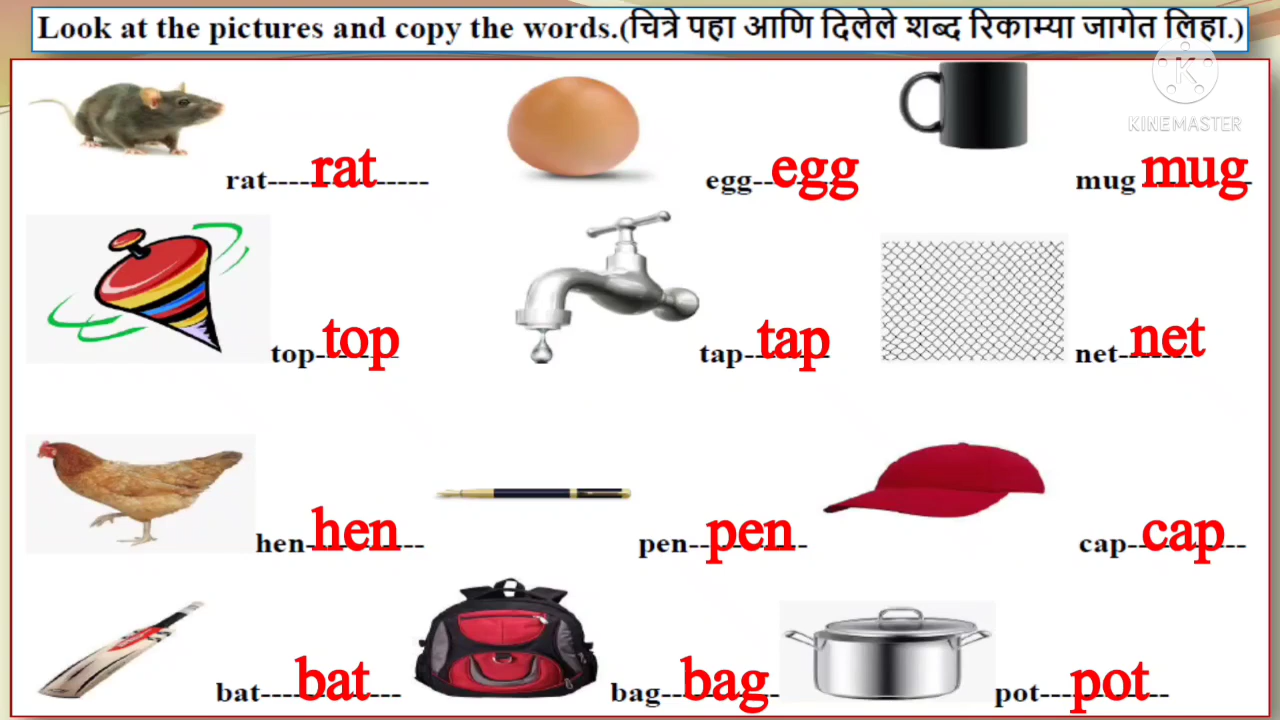 Look at the pictures and copy the words.(चित्रे पहा आणि दिलेले शब्द रिकाम्या जागेत लिहा.)
KINEMASTER
rat--------------- rat egg-------- egg mug ---------- mug
top-------- top tap-------- tap net------- net
hen----------- hen pen----------- pen cap----------- cap
bat------------- bat bag----------- bag pot------------ pot